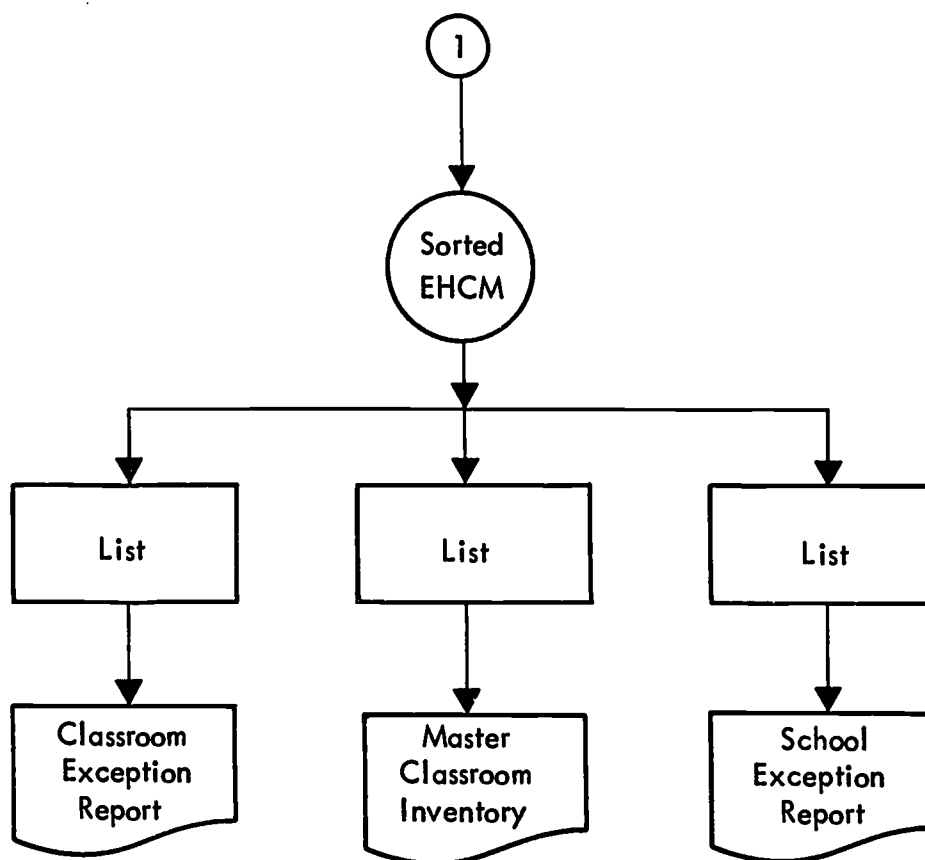 1
Sorted
EHCM
List
List
List
Classroom
Exception
Report
Master
Classroom
Inventory
School
Exception
Report